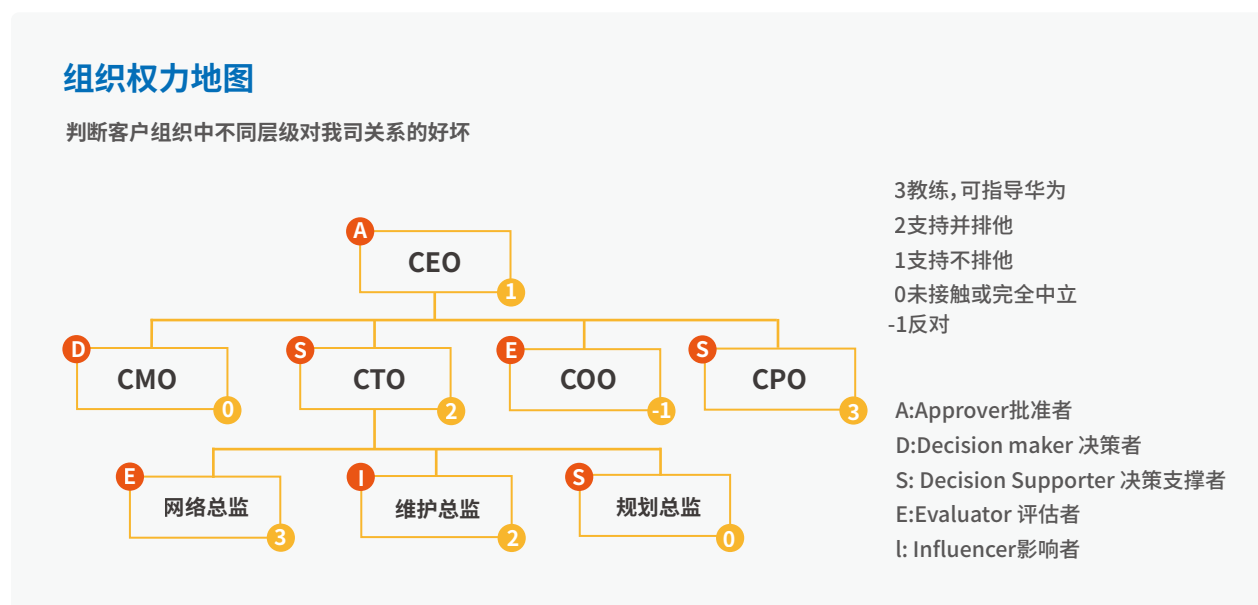 组织权力地图
判断客户组织中不同层级对我司关系的好坏
3教练，可指导华为
2支持并排他
1支持不排他
0未接触或完全中立
-1反对
A
CEO
1
D
CMO
0
S
CTO
2
E
COO
-1
S
CPO
3
E
网络总监
3
I
维护总监
2
S
规划总监
0
A:Approver批准者
D:Decision maker 决策者
S: Decision Supporter 决策支撑者
E:Evaluator 评估者
l: Influencer影响者